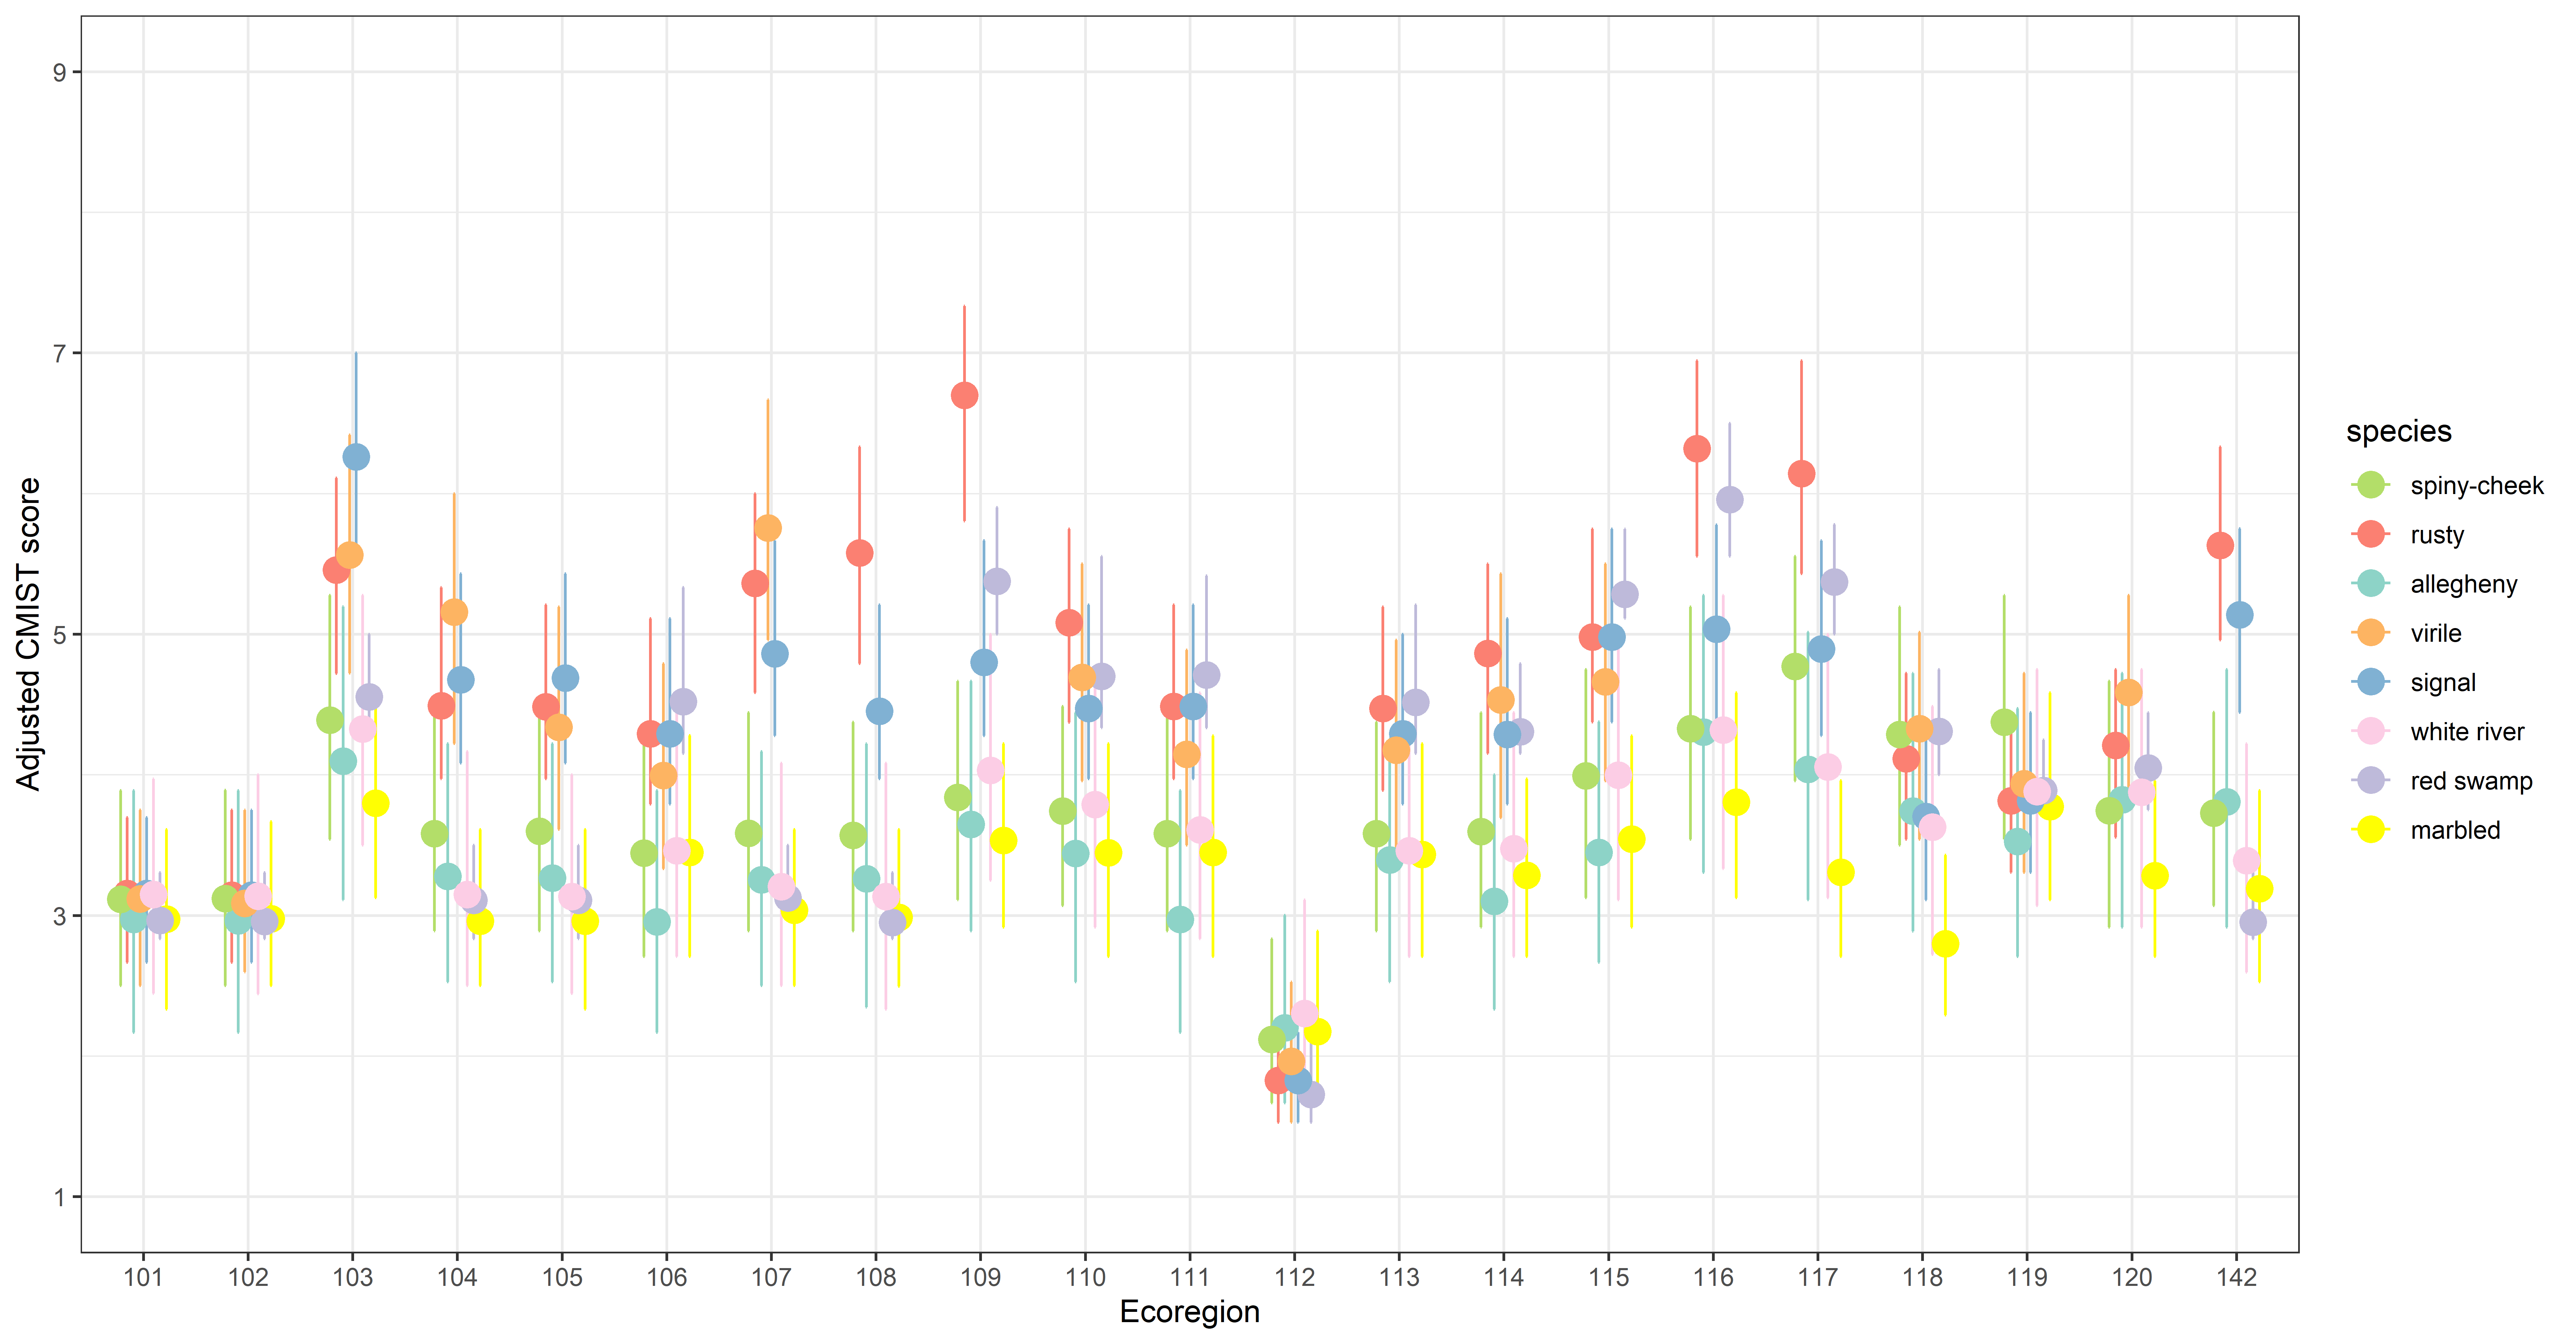 9
7
5
3
1
Adjusted CMIST score
101 102 103 104 105 106 107 108 109 110 111 112 113 114 115 116 117 118 119 120 142
Ecoregion
species
spiny-cheek
rusty
allegheny
virile
signal
white river
red swamp
marbled